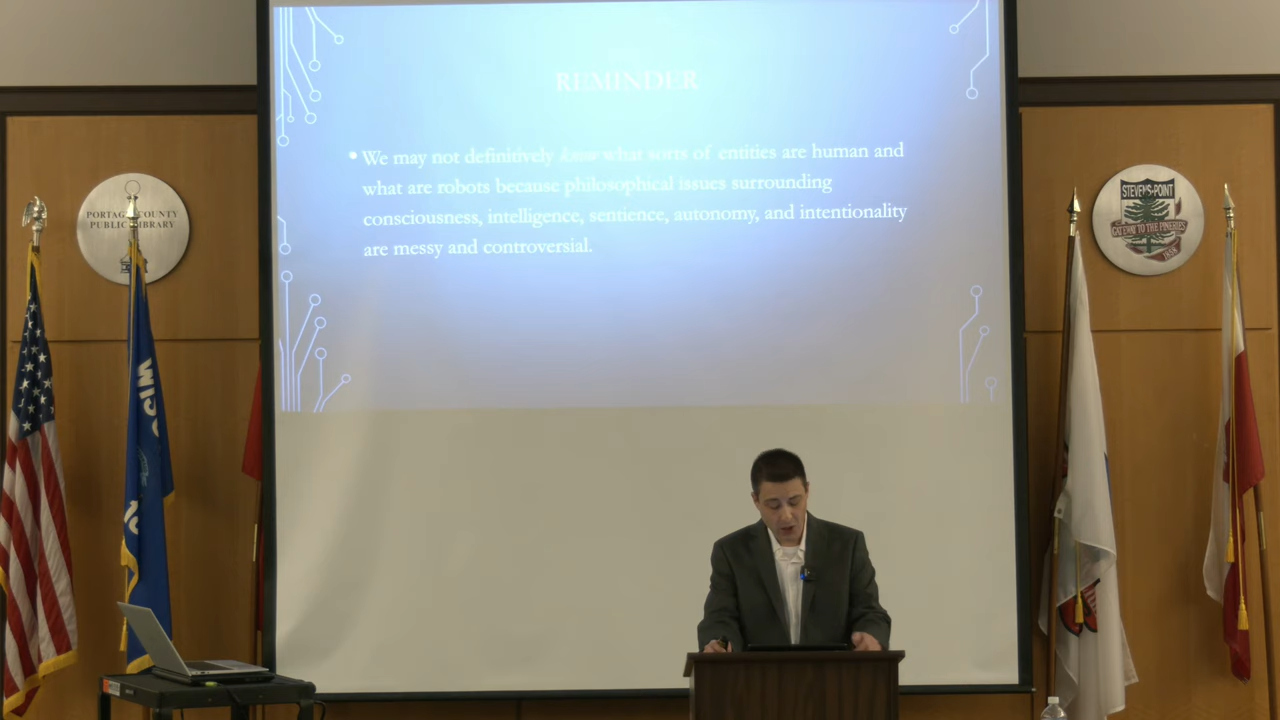 REMINDER
• We may not definitively know what sorts of entities are human and
what are robots because philosophical issues surrounding
consciousness, intelligence, sentience, autonomy, and intentionality
are messy and controversial.
PORTAGE COUNTY
PUBLIC LIBRARY
STEVENS POINT
GATEWAY TO THE PINERIES
1858
WISC